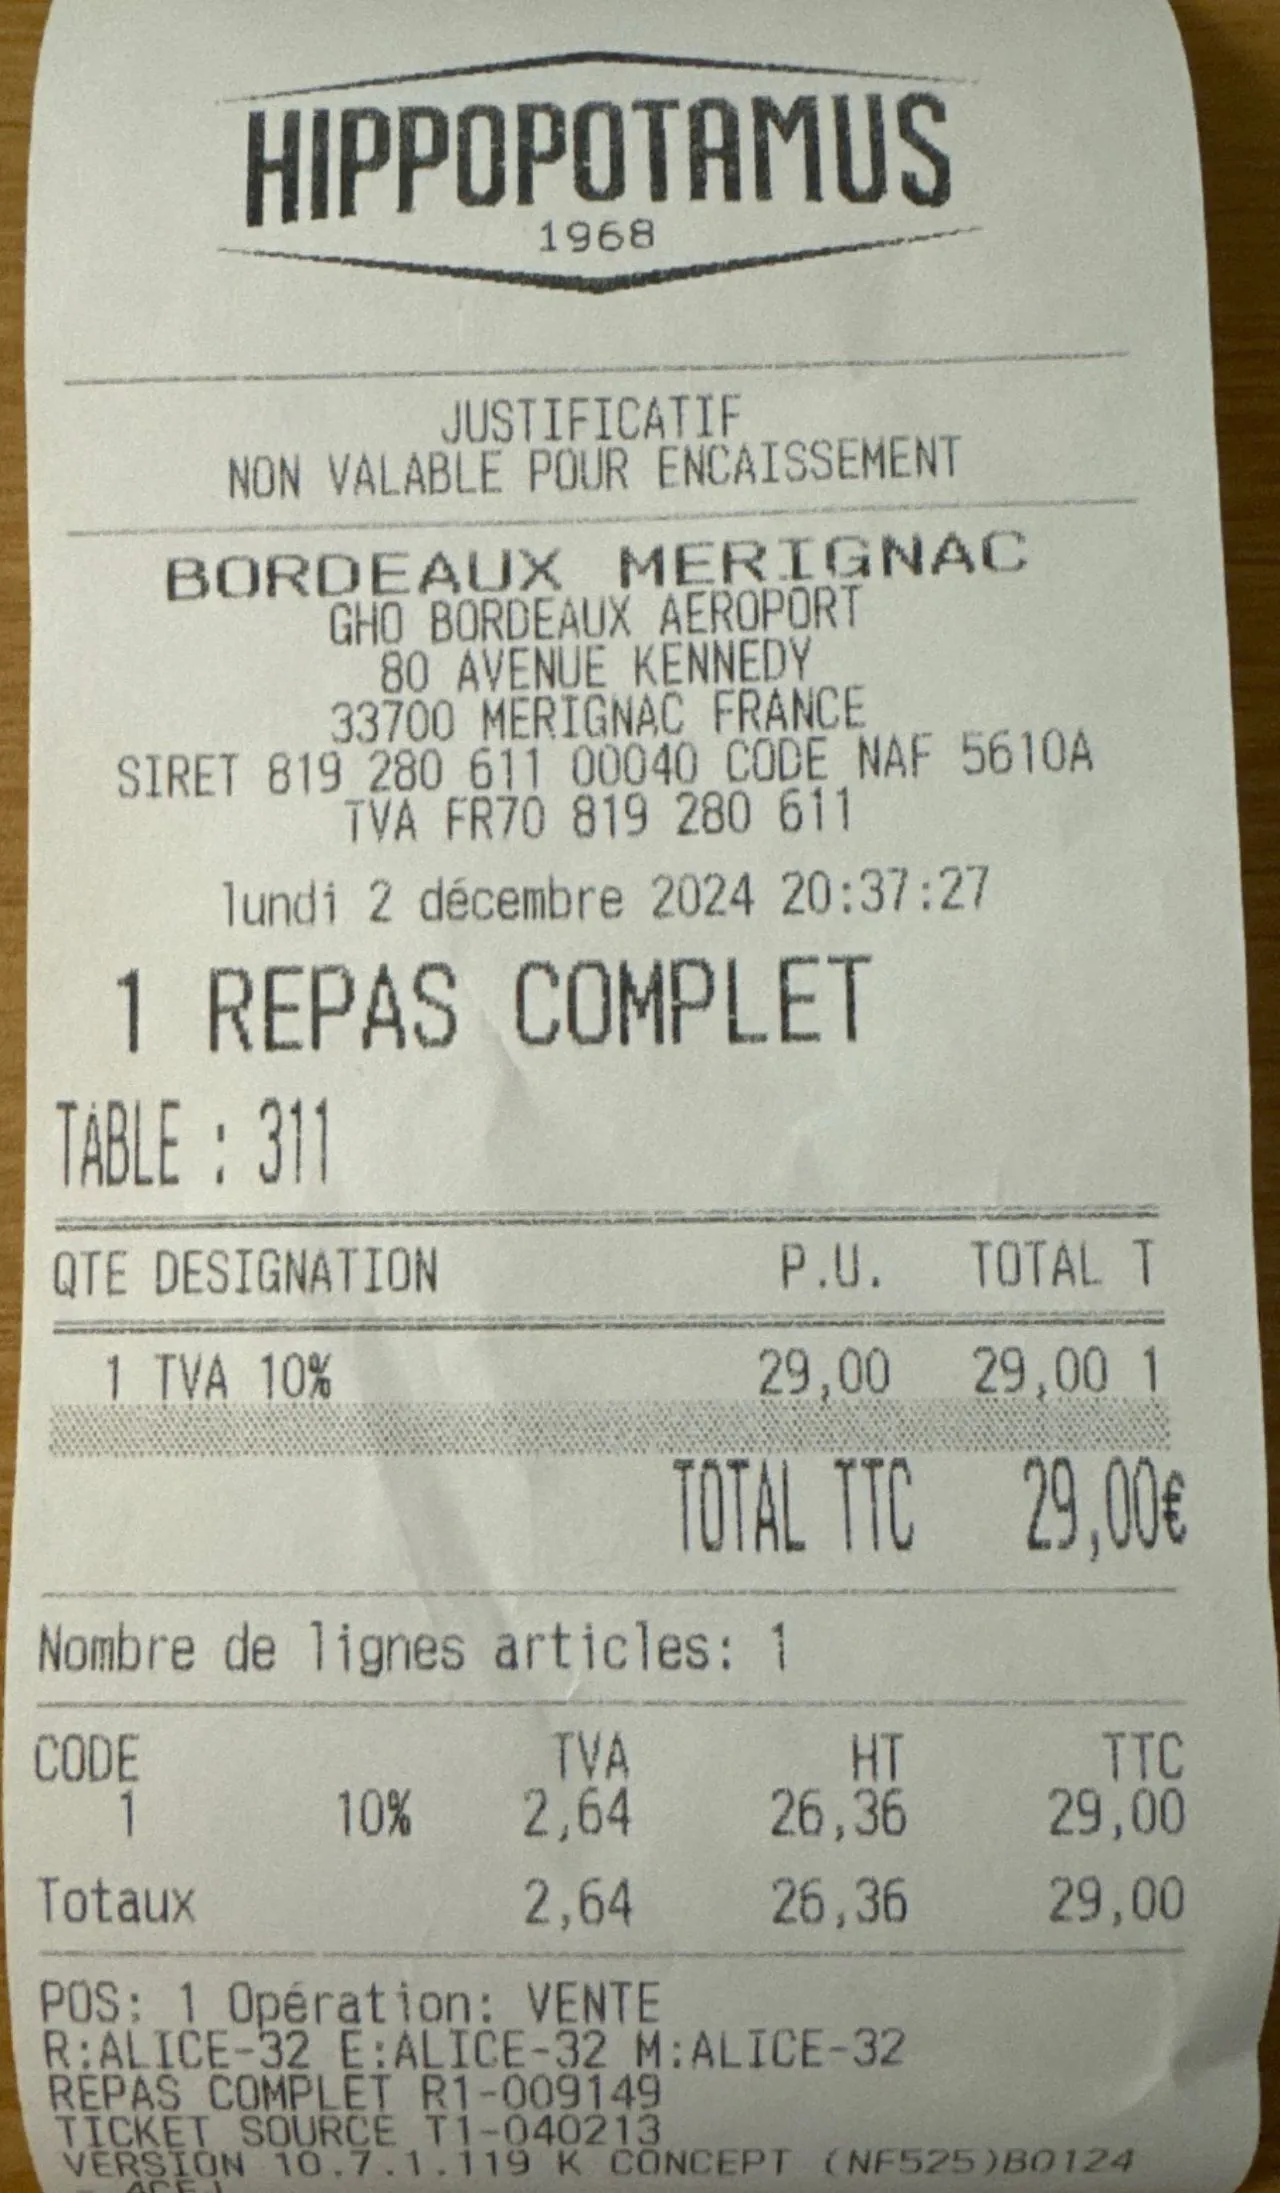 HIPPOPOTAMUS
1968
JUSTIFICATIF
NON VALABLE POUR ENCAISSEMENT
BORDEAUX MERIGNAC
GHO BORDEAUX AEROPORT
80 AVENUE KENNEDY
33700 MERIGNAC FRANCE
SIRET 819 280 611 00040 CODE NAF 5610A
TVA FR70 819 280 611
lundi 2 décembre 2024 20:37:27
1 REPAS COMPLET
TABLE : 311
QTE DESIGNATION P.U. TOTAL T
1 TVA 10% 29,00 29,00 1
TOTAL TTC 29,00€
Nombre de lignes articles: 1
CODE TVA HT TTC
1 10% 2,64 26,36 29,00
Totaux 2,64 26,36 29,00
POS: 1 Opération: VENTE
R:ALICE-32 E:ALICE-32 M:ALICE-32
REPAS COMPLET R1-009149
TICKET SOURCE T1-040213
VERSION 10.7.1.119 K CONCEPT (NF525)B0124